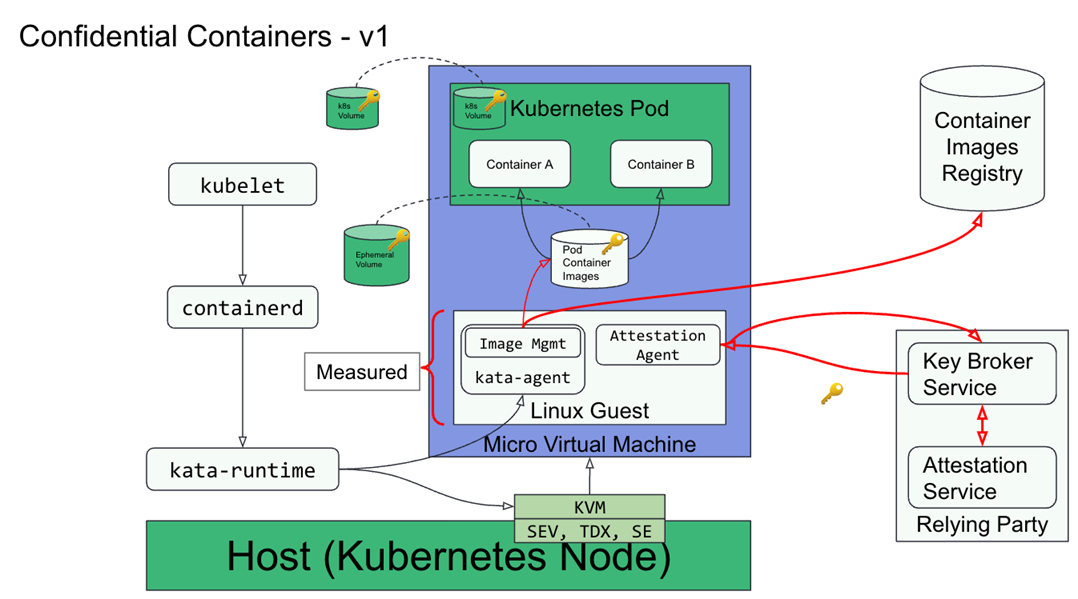 Confidential Containers - v1
k8s
Volume
k8s
Volume
Kubernetes Pod
Container A
Container B
Container
Images
Registry
kubelet
Ephemeral
Volume
Pod
Container
Images
containerd
Measured
Image Mgmt
kata-agent
Attestation
Agent
Linux Guest
Micro Virtual Machine
Key Broker
Service
Attestation
Service
Relying Party
kata-runtime
KVM
SEV, TDX, SE
Host (Kubernetes Node)